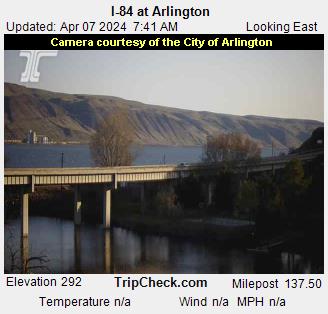 I-84 at Arlington
Updated: Apr 07 2024 7:41 AM Looking East
Camera courtesy of the City of Arlington
Elevation 292 TripCheck.com Milepost 137.50
Temperature n/a Wind n/a MPH n/a